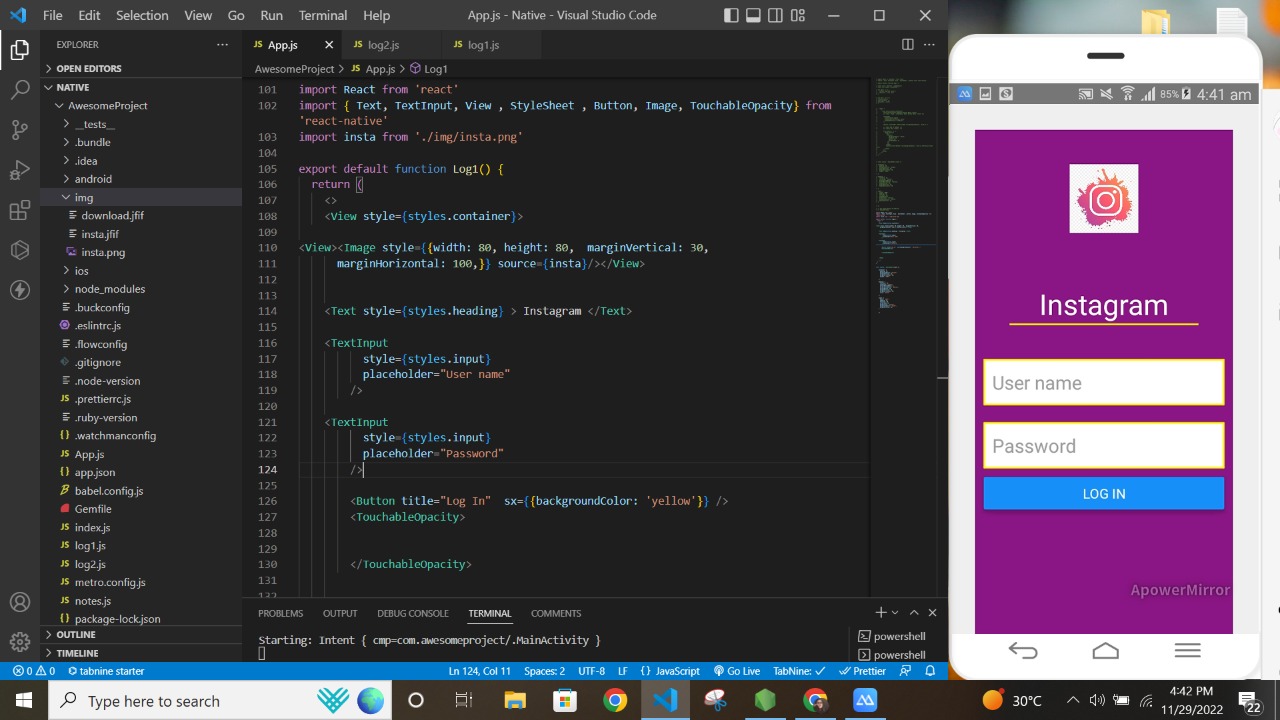 File Edit Selection View Go Run Terminal Help App.js - Native - Visual Studio Code
EXPLORER
OPEN EDITORS
NATIVE
AwesomeProject
__tests__
.bundle
.idea
android
img
download.jfif
insta.jfif
insta.png
ios
node_modules
.buckconfig
.eslintrc.js
.flowconfig
.gitignore
.node-version
.prettierrc.js
.ruby-version
.watchmanconfig
App.js
app.json
babel.config.js
Gemfile
index.js
log1.js
log2.js
metro.config.js
notes.js
package-lock.json
OUTLINE
TIMELINE
JS App.js JS log2.js JS log1.js
AwesomeProject > JS App.js > Log1
101 import React from 'react'
102 import { Text, TextInput, View , StyleSheet , Button, Image, TouchableOpacity} from
'react-native'
103 import insta from './img/insta.png'
104
105 export default function Log1() {
106 return (
107 <>
108 <View style={styles.container}>
109
110 <View><Image style={{width: 80, height: 80, marginVertical: 30,
111 marginHorizontal: 100,}} source={insta}/></View>
112
113
114 <Text style={styles.heading} > Instagram </Text>
115
116 <TextInput
117 style={styles.input}
118 placeholder="User name"
119 />
120
121 <TextInput
122 style={styles.input}
123 placeholder="Password"
124 />
125
126 <Button title="Log In" sx={{backgroundColor: 'yellow'}} />
127 <TouchableOpacity>
128
129
130 </TouchableOpacity>
131
132
PROBLEMS OUTPUT DEBUG CONSOLE TERMINAL COMMENTS
Starting: Intent { cmp=com.awesomeproject/.MainActivity }
powershell
powershell
0 0 tabnine starter Ln 124, Col 11 Spaces: 2 UTF-8 LF {} JavaScript Go Live TabNine: ✓ Prettier
85% 4:41 am
Instagram
User name
Password
LOG IN
ApowerMirror
Type here to search
30°C
4:42 PM
11/29/2022
22